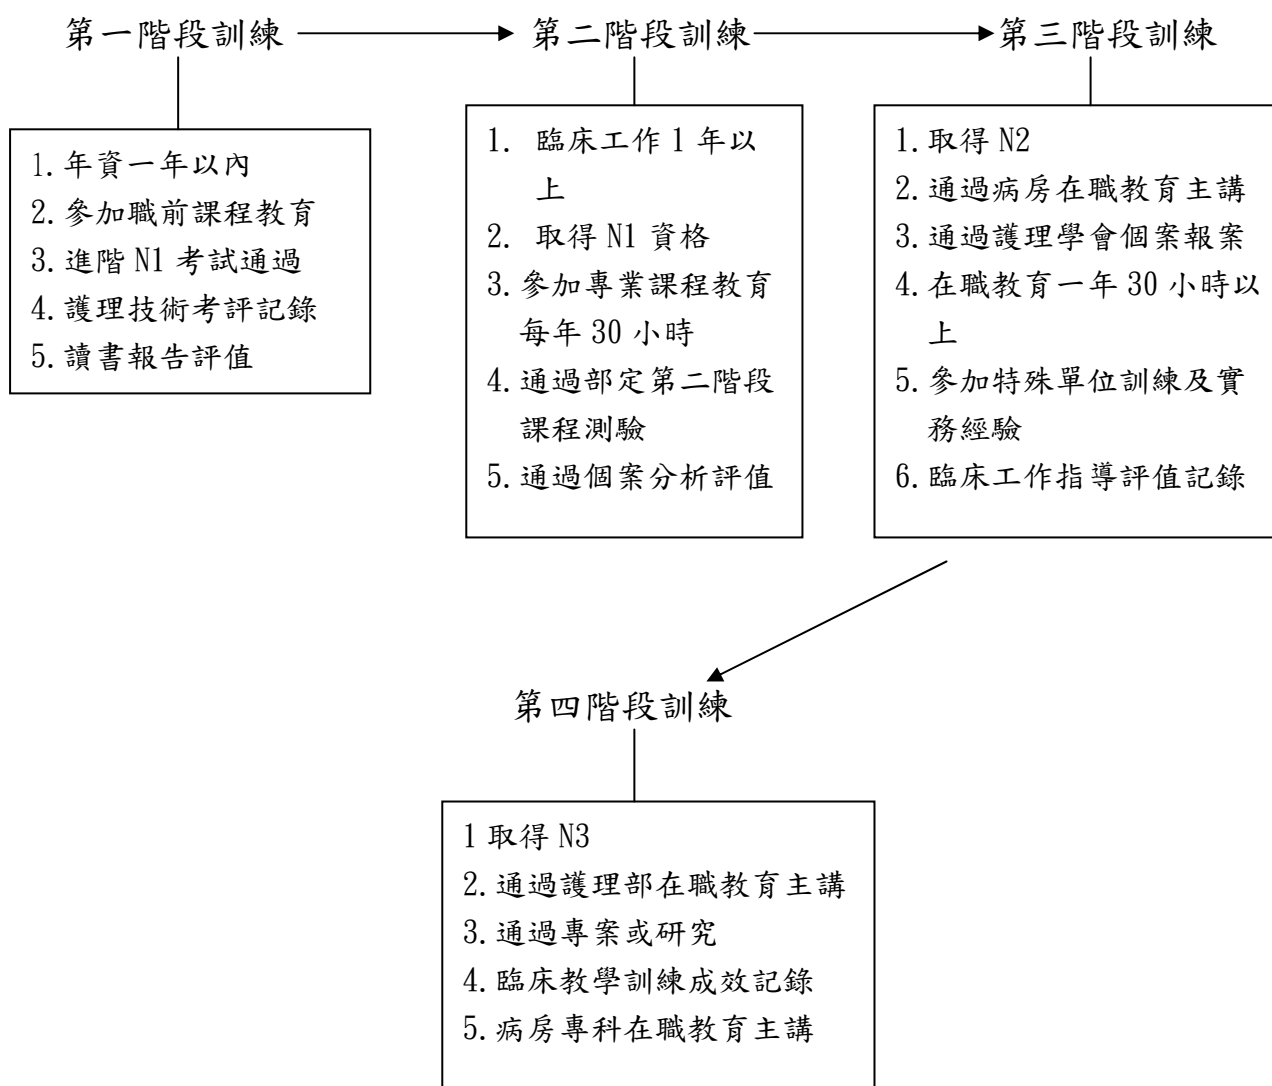 第一階段訓練
1.年資一年以內
2.參加職前課程教育
3.進階 N1 考試通過
4.護理技術考評記錄
5.讀書報告評值
第二階段訓練
1. 臨床工作 1 年以
上
2. 取得 N1 資格
3.參加專業課程教育
每年 30 小時
4.通過部定第二階段
課程測驗
5.通過個案分析評值
第三階段訓練
1.取得 N2
2.通過病房在職教育主講
3.通過護理學會個案報案
4.在職教育一年 30 小時以
上
5.參加特殊單位訓練及實
務經驗
6.臨床工作指導評值記錄
第四階段訓練
1 取得 N3
2.通過護理部在職教育主講
3.通過專案或研究
4.臨床教學訓練成效記錄
5.病房專科在職教育主講